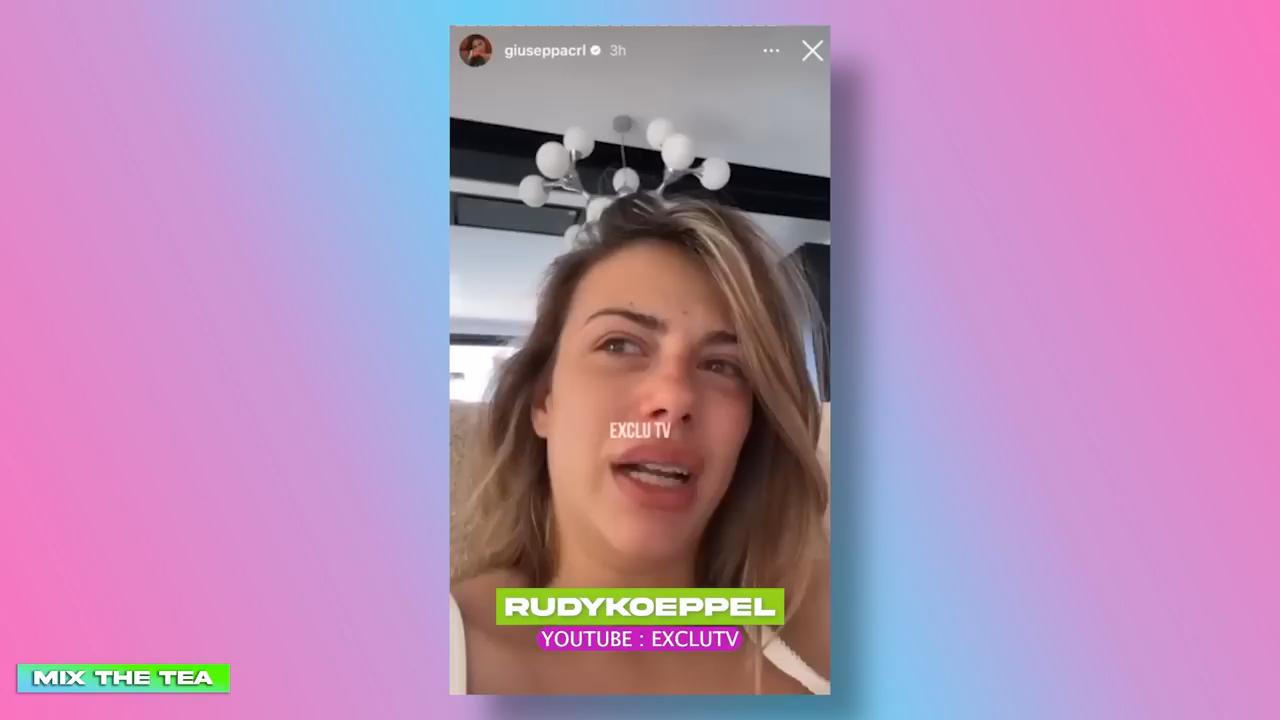 giuseppacrl 3h
EXCLU TV
RUDYKOEPPEL
YOUTUBE : EXCLUTV
MIX THE TEA